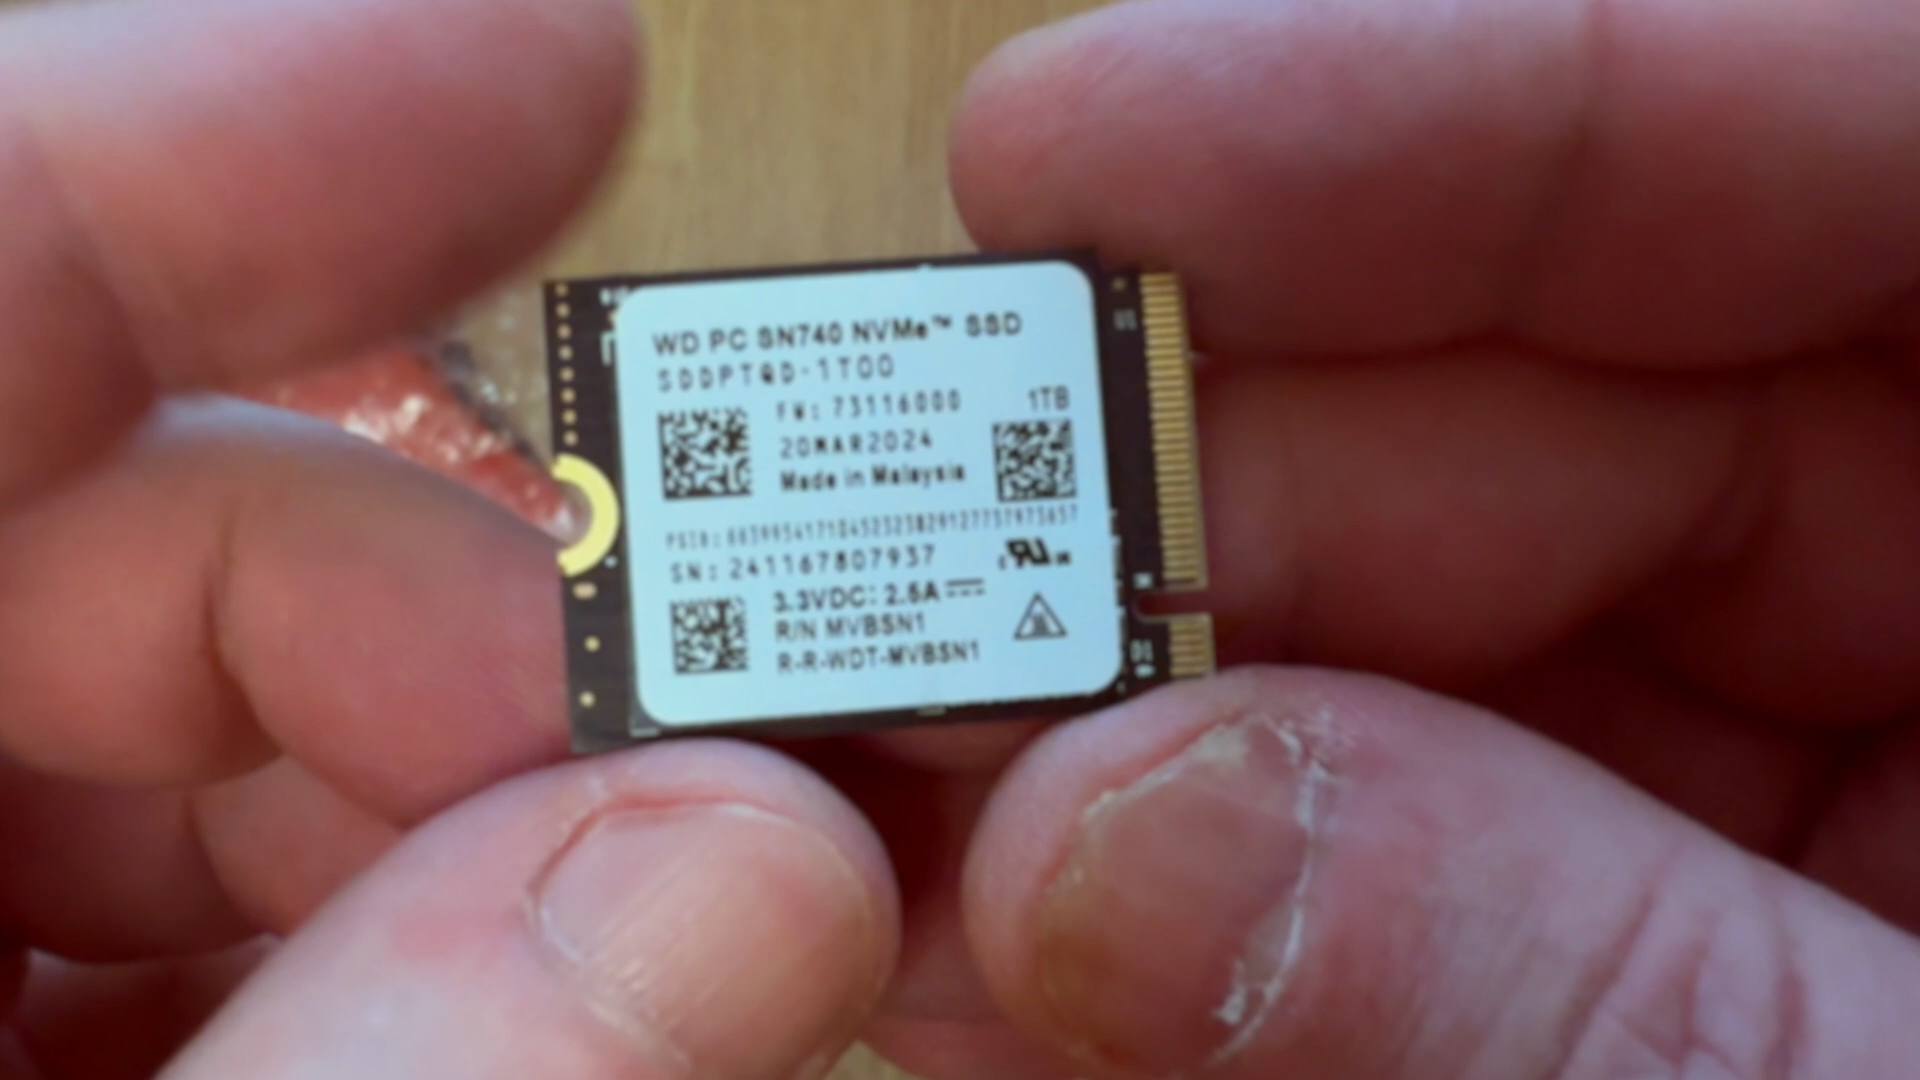 WD PC SN740 NVMe™ SSD
SDDPTQD-1T00
FW: 73116000
1TB
20MAR2024
Made in Malaysia
SN: 241167807937
3.3VDC: 2.8A
R/N MVBSN1
R-R-WDT-MVBSN1